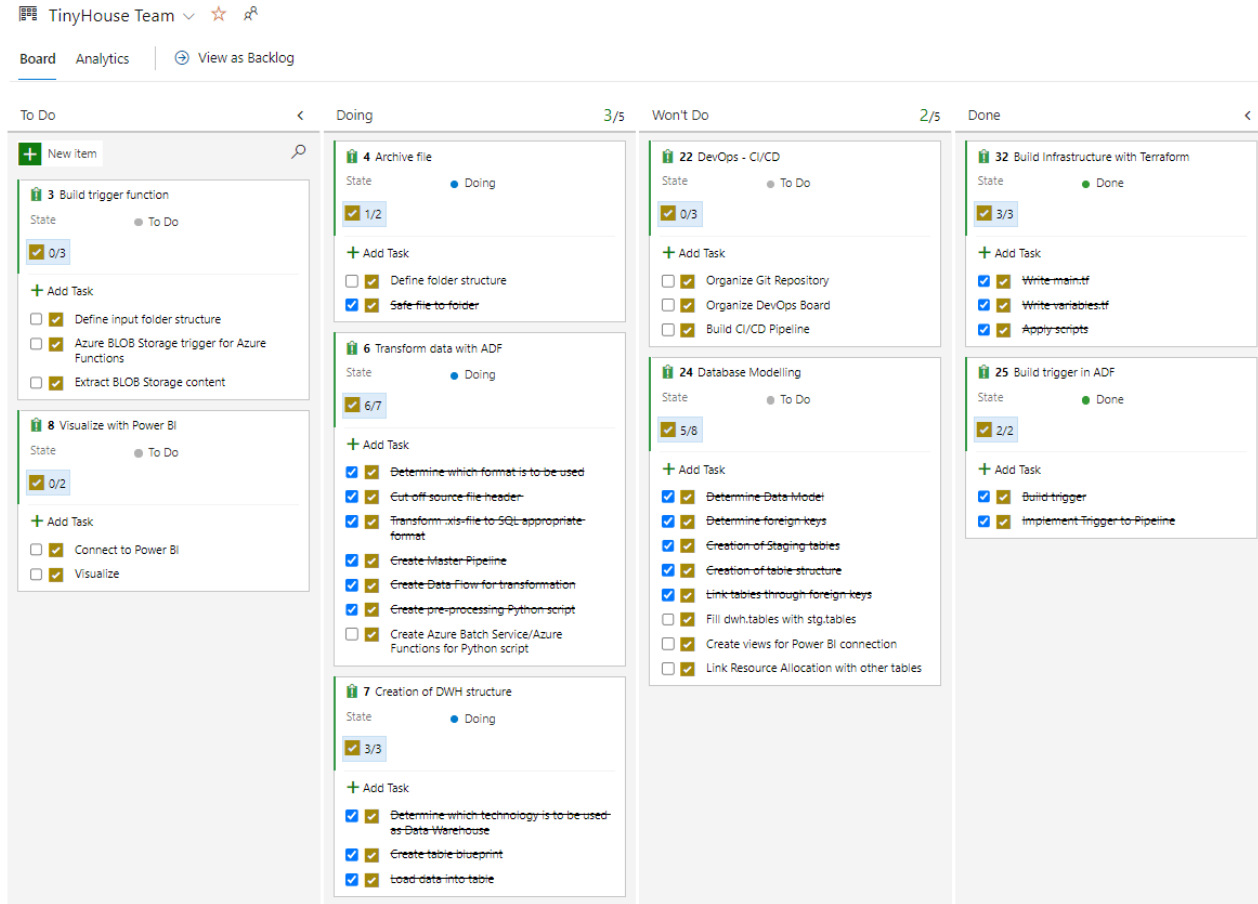 TinyHouse Team
Board Analytics View as Backlog
To Do
New item
3 Build trigger function
State To Do
0/3
Add Task
Define input folder structure
Azure BLOB Storage trigger for Azure
Functions
Extract BLOB Storage content
8 Visualize with Power BI
State To Do
0/2
Add Task
Connect to Power BI
Visualize
Doing 3/5
4 Archive file
State Doing
1/2
Add Task
Define folder structure
Safe file to folder
6 Transform data with ADF
State Doing
6/7
Add Task
Determine which format is to be used
Cut off source file header
Transform .xls-file to SQL appropriate
format
Create Master Pipeline
Create Data Flow for transformation
Create pre-processing Python script
Create Azure Batch Service/Azure
Functions for Python script
7 Creation of DWH structure
State Doing
3/3
Add Task
Determine which technology is to be used
as Data Warehouse
Create table blueprint
Load data into table
Won't Do 2/5
22 DevOps - CI/CD
State To Do
0/3
Add Task
Organize Git Repository
Organize DevOps Board
Build CI/CD Pipeline
24 Database Modelling
State To Do
5/8
Add Task
Determine Data Model
Determine foreign keys
Creation of Staging tables
Creation of table structure
Link tables through foreign keys
Fill dwh.tables with stg.tables
Create views for Power BI connection
Link Resource Allocation with other tables
Done
32 Build Infrastructure with Terraform
State Done
3/3
Add Task
Write main.tf
Write variables.tf
Apply scripts
25 Build trigger in ADF
State Done
2/2
Add Task
Build trigger
Implement Trigger to Pipeline